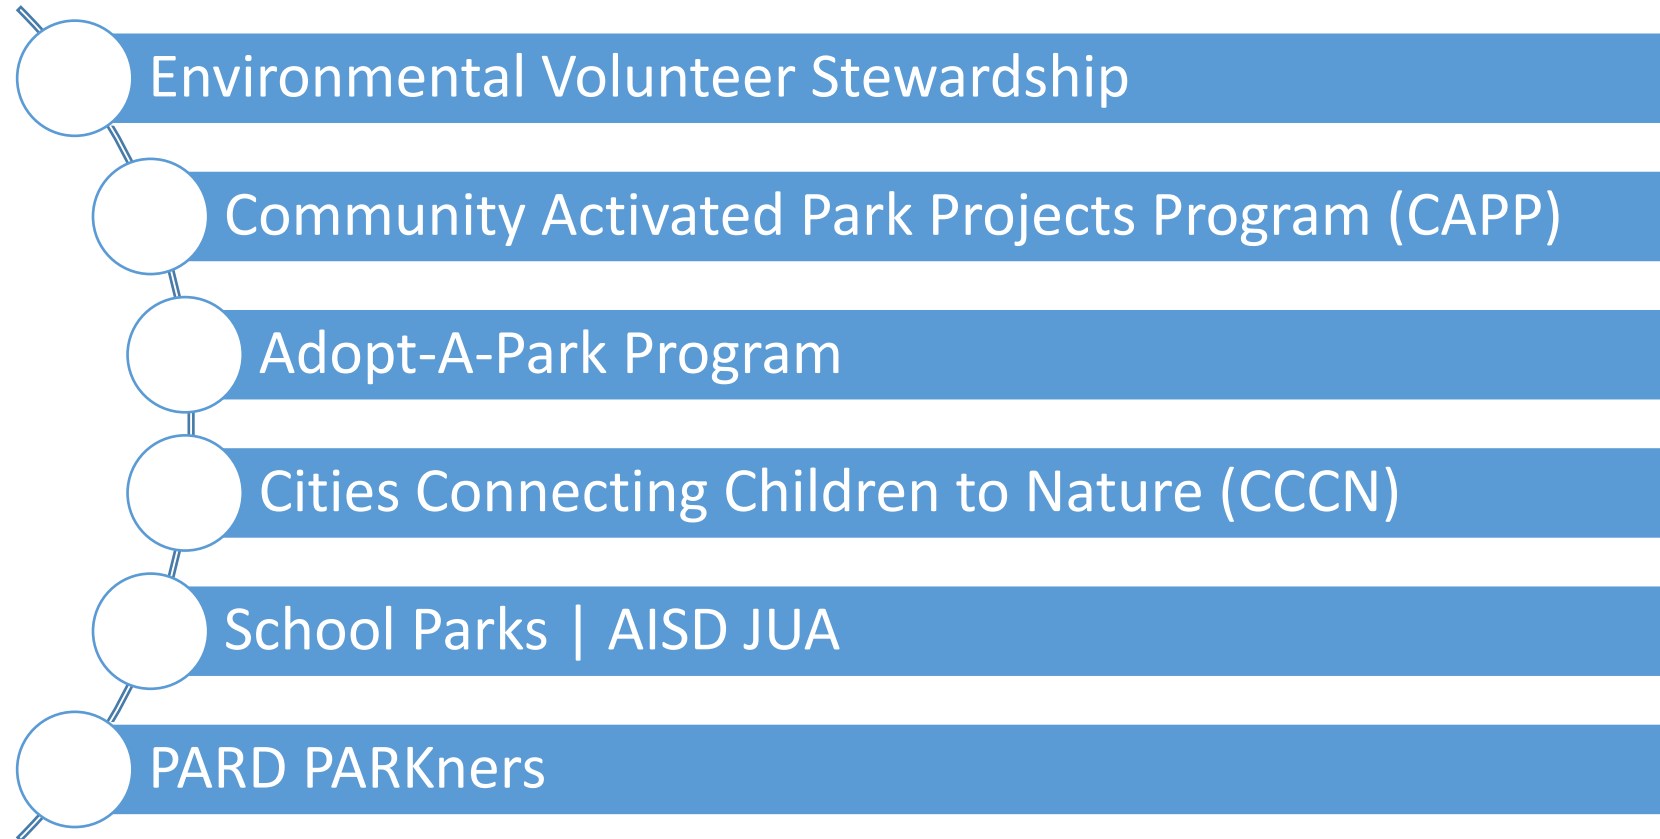 Environmental Volunteer Stewardship
Community Activated Park Projects Program (CAPP)
Adopt-A-Park Program
Cities Connecting Children to Nature (CCCN)
School Parks | AISD JUA
PARD PARKners